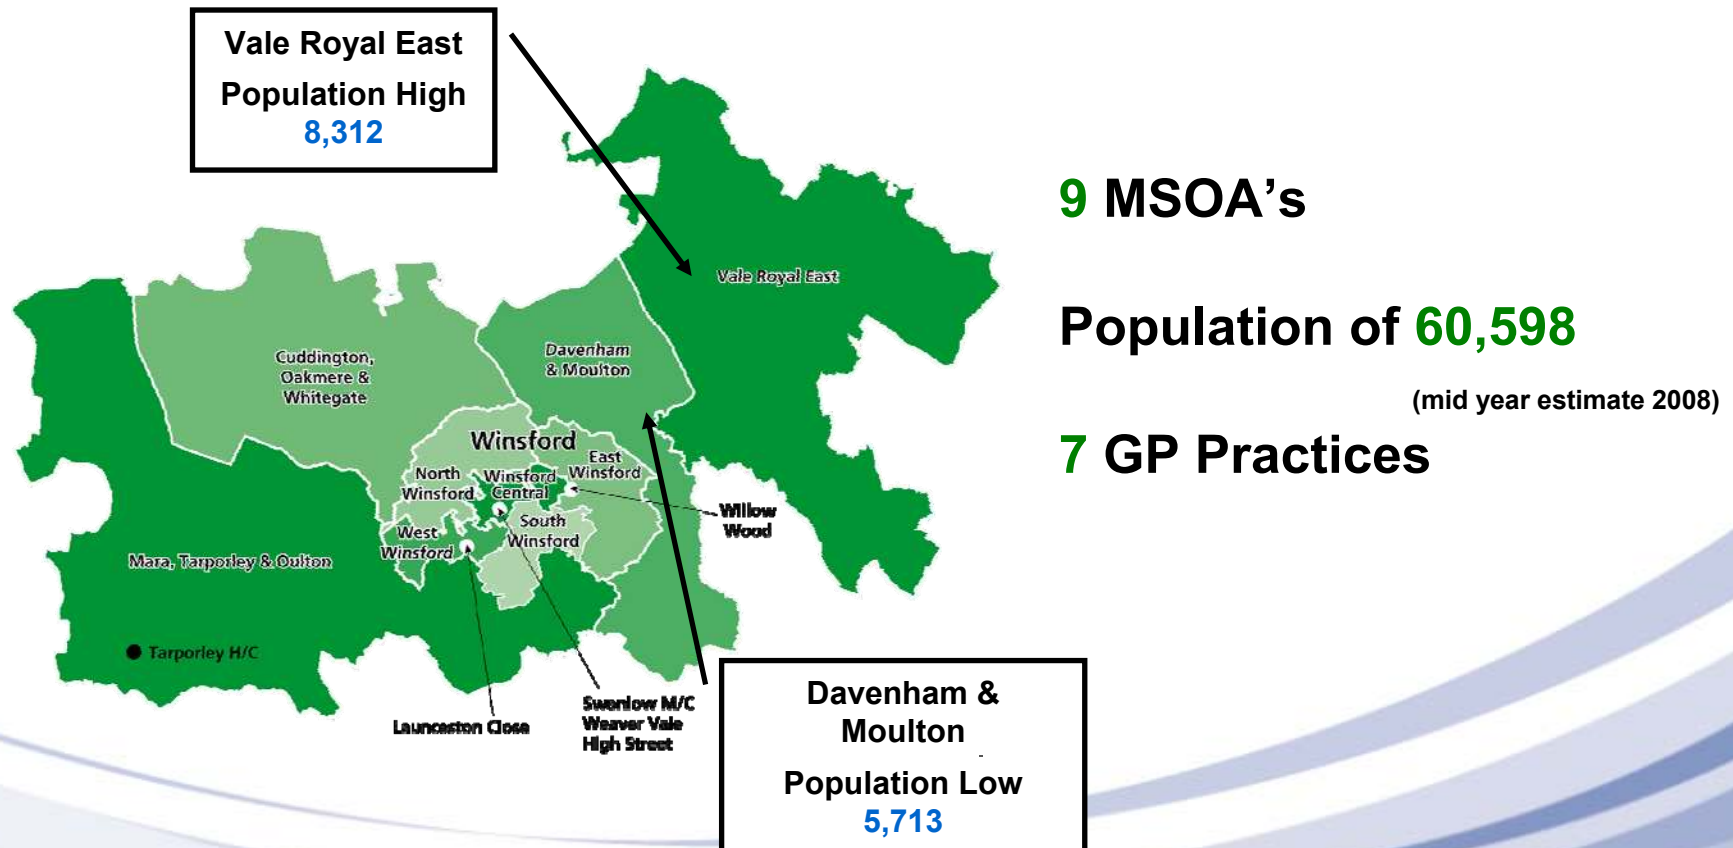 Vale Royal East
Population High
8,312
9 MSOA’s
Population of 60,598
(mid year estimate 2008)
7 GP Practices
Vale Royal East
Cuddington,
Oakmere &
Whitegate
Davenham
& Moulton
Winsford
North
Winsford
Winsford
Central
East
Winsford
West
Winsford
South
Winsford
Willow
Wood
Mara, Tarporley & Oulton
Tarporley H/C
Launceston Close
Swanlow M/C
Weaver Vale
High Street
Davenham &
Moulton
Population Low
5,713